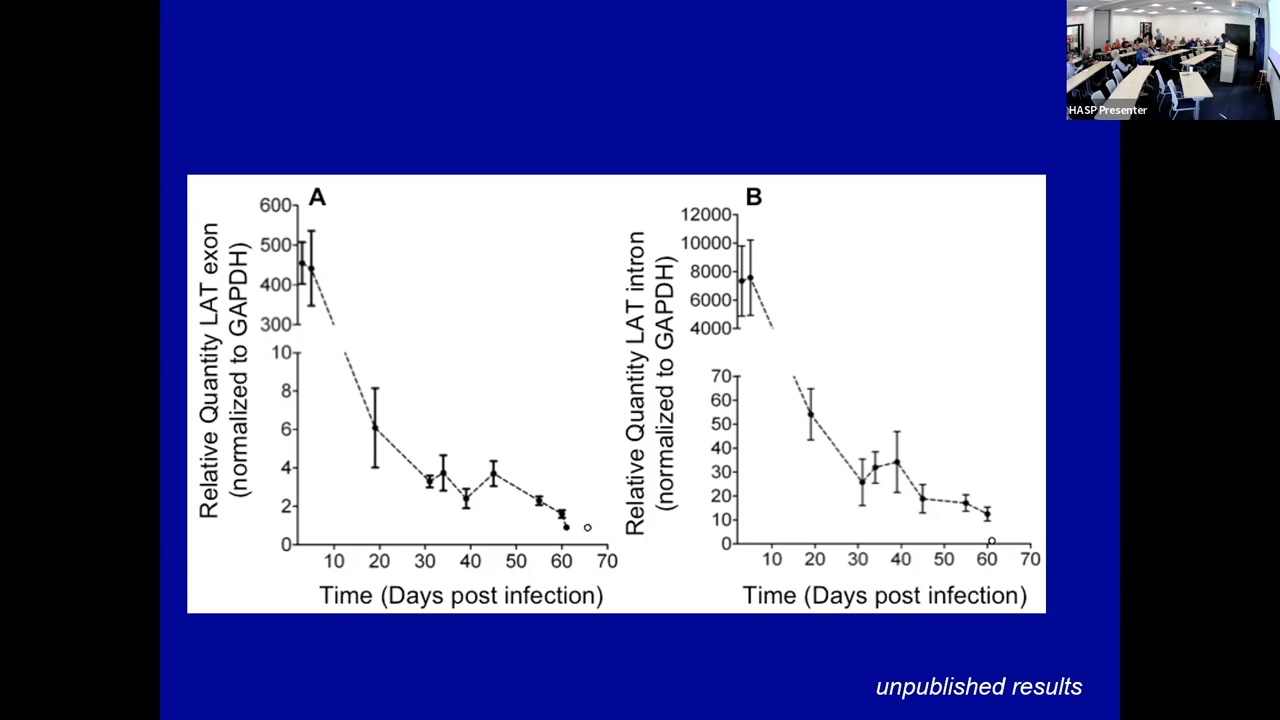 HASP Presenter
A
Relative Quantity LAT exon
(normalized to GAPDH)
600
500
400
300
10
8
6
4
2
0
10 20 30 40 50 60 70
Time (Days post infection)
B
Relative Quantity LAT intron
(normalized to GAPDH)
12000
10000
8000
6000
4000
70
60
50
40
30
20
10
0
10 20 30 40 50 60 70
Time (Days post infection)
unpublished results